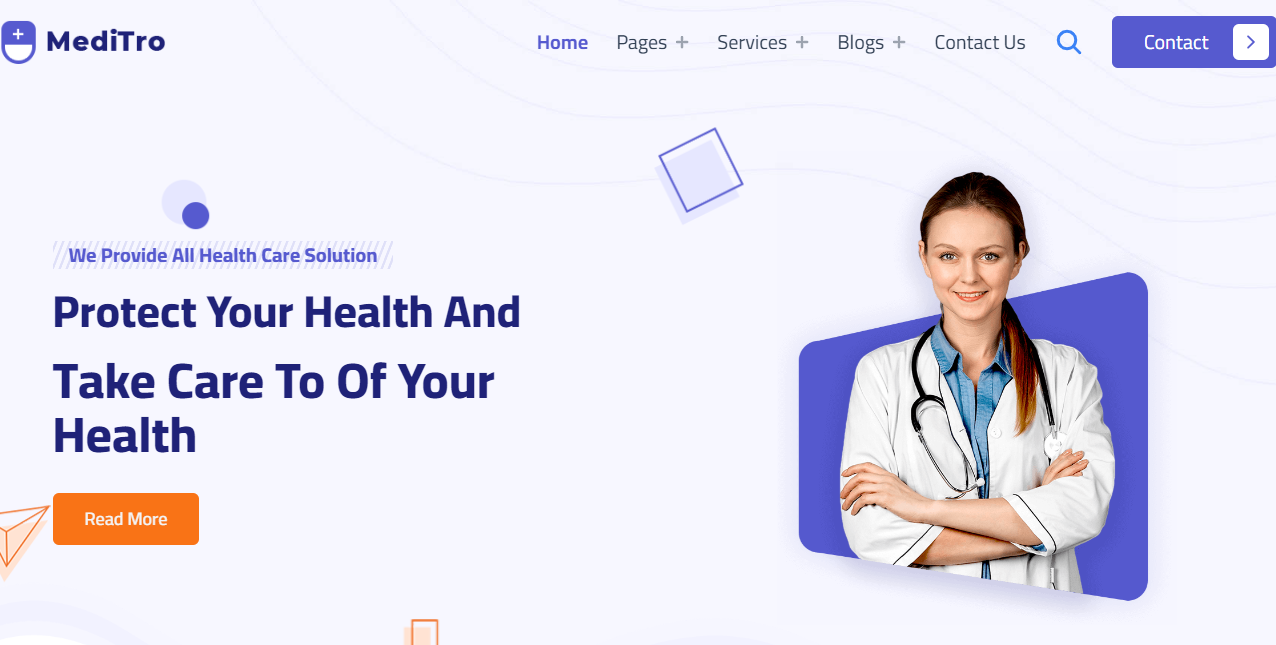 MediTro
Home Pages + Services + Blogs + Contact Us Contact
We Provide All Health Care Solution
Protect Your Health And
Take Care To Of Your
Health
Read More